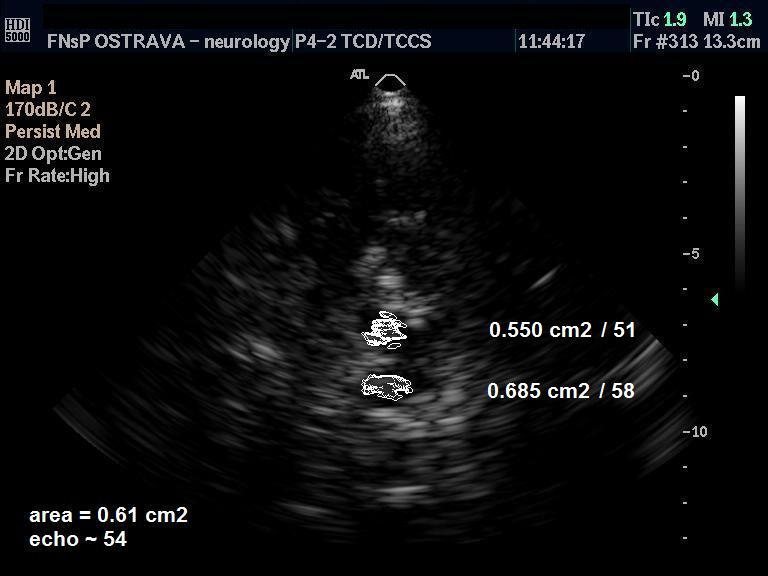 HDI
5000
TIc 1.9 MI 1.3
FNsP OSTRAVA - neurology P4-2 TCD/TCCS 11:44:17 Fr #313 13.3cm
ATL
Map 1
170dB/C 2
Persist Med
2D Opt:Gen
Fr Rate:High
0
5
0.550 cm2 / 51
0.685 cm2 / 58
10
area = 0.61 cm2
echo ~ 54